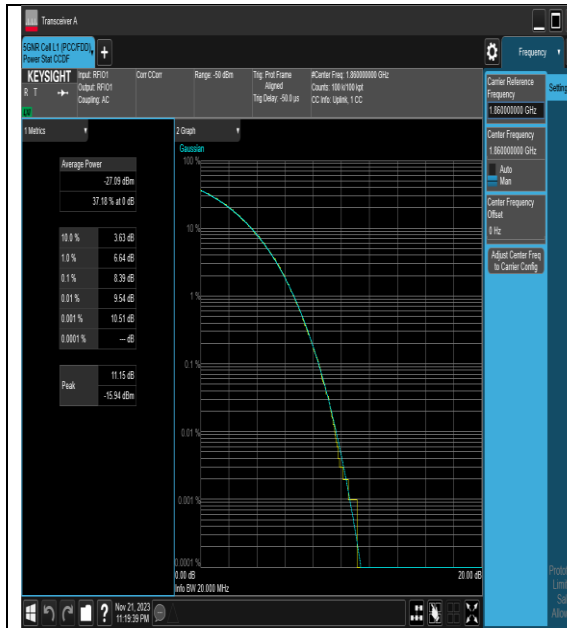 Transceiver A
5GNR Cell L1 (PCC/FDD)
Power Stat CCDF
Frequency
KEYSIGHT
R T
LV
Input: RFIO1
Output: RFIO1
Coupling: AC
Corr CCorr
Range: -50 dBm
Trig: Prot Frame
Aligned
Trig Delay: -50.0 µs
#Center Freq: 1.860000000 GHz
Counts: 100 k/100 kpt
CC Info: Uplink, 1 CC
Carrier Reference
Frequency
1.860000000 GHz
Center Frequency
1.860000000 GHz
Auto
Man
Center Frequency
Offset
0 Hz
Adjust Center Freq
to Carrier Config
1 Metrics
Average Power
-27.09 dBm
37.18 % at 0 dB
10.0 % 3.63 dB
1.0 % 6.64 dB
0.1 % 8.39 dB
0.01 % 9.54 dB
0.001 % 10.51 dB
0.0001 % --- dB
Peak
11.15 dB
-15.94 dBm
2 Graph
Gaussian
100 %
10 %
1 %
0.1 %
0.01 %
0.001 %
0.0001 %
0.00 dB
20.00 dB
Info BW 20.000 MHz
?
Nov 21, 2023
11:19:39 PM